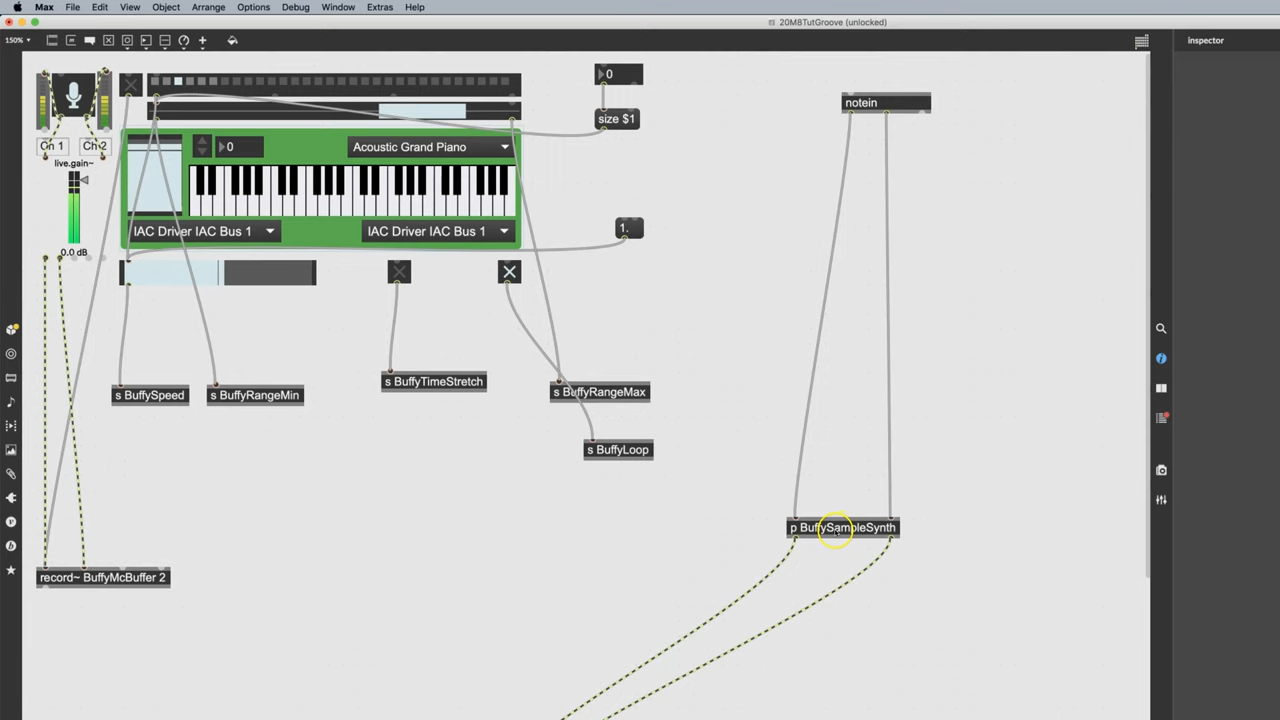 Max File Edit View Object Arrange Options Debug Window Extras Help
20M8TutGroove (unlocked)
150%
inspector
0
notein
size $1
On 1 Ch 2
0 Acoustic Grand Piano
live.gain~
1.
IAC Driver IAC Bus 1 IAC Driver IAC Bus 1
0.0 dB
s BuffyTimeStretch
s BuffySpeed s BuffyRangeMin s BuffyRangeMax
s BuffyLoop
p BuffySampleSynth
record~ BuffyMcBuffer 2